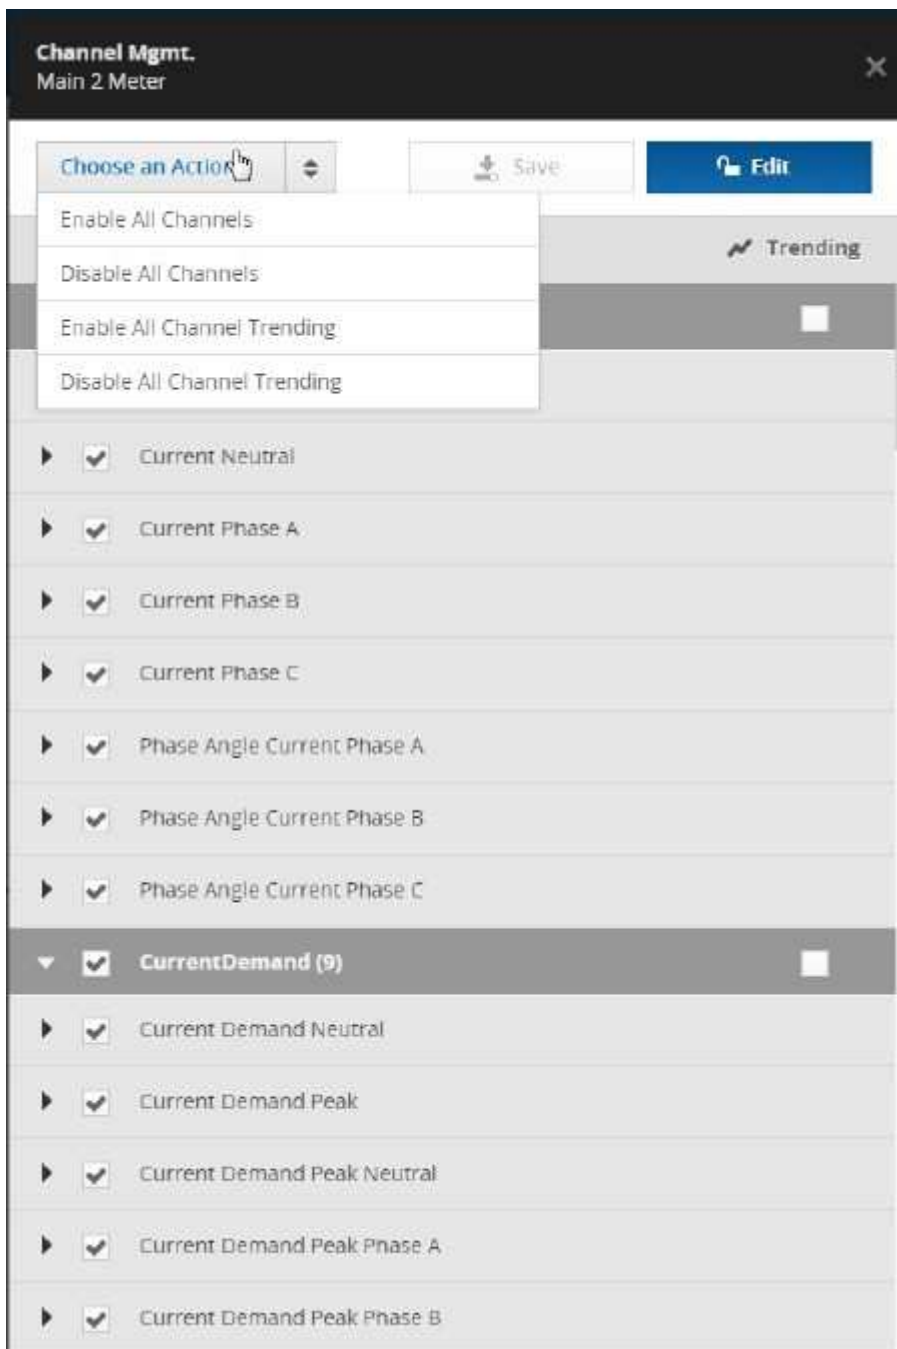 Channel Mgmt.
Main 2 Meter
Choose an Action
Save
Edit
Enable All Channels
Trending
Disable All Channels
Enable All Channel Trending
Disable All Channel Trending
Current Neutral
Current Phase A
Current Phase B
Current Phase C
Phase Angle Current Phase A
Phase Angle Current Phase B
Phase Angle Current Phase C
CurrentDemand (9)
Current Demand Neutral
Current Demand Peak
Current Demand Peak Neutral
Current Demand Peak Phase A
Current Demand Peak Phase B